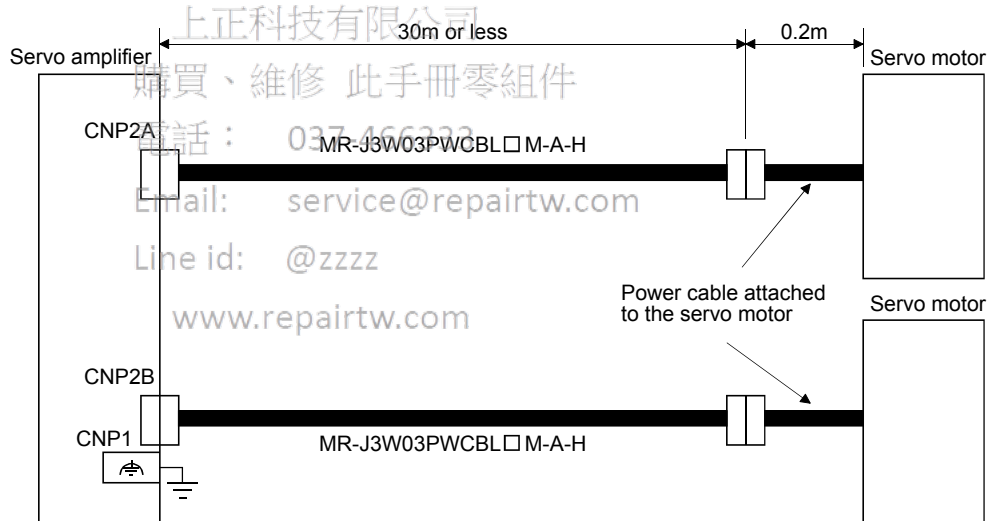 上正科技有限公司
30m or less
0.2m
Servo amplifier
Servo motor
購買、維修 此手冊零組件
CNP2A
電話： 037-466333
MR-J3W03PWCBL□M-A-H
Email: service@repairtw.com
Line id: @zzzz
Power cable attached
to the servo motor
Servo motor
www.repairtw.com
CNP2B
CNP1
MR-J3W03PWCBL□M-A-H